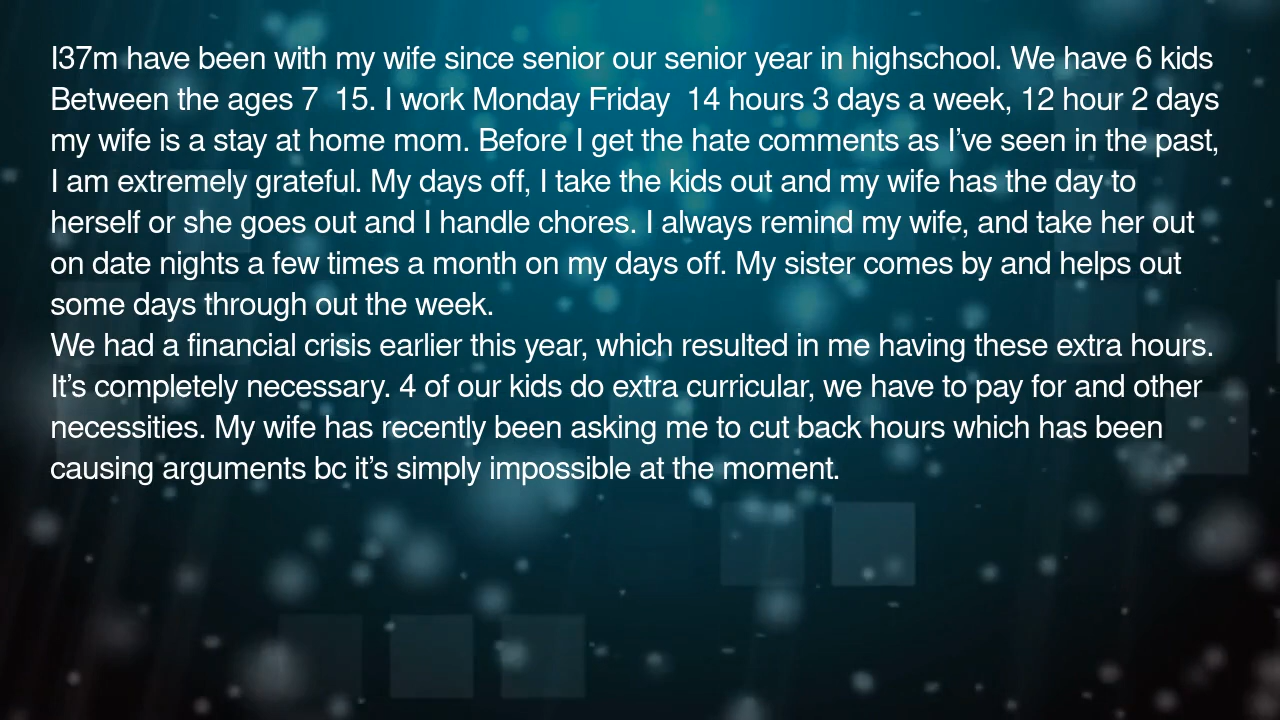 I37m have been with my wife since senior our senior year in highschool. We have 6 kids
Between the ages 7  15. I work Monday Friday  14 hours 3 days a week, 12 hour 2 days
my wife is a stay at home mom. Before I get the hate comments as I’ve seen in the past,
I am extremely grateful. My days off, I take the kids out and my wife has the day to
herself or she goes out and I handle chores. I always remind my wife, and take her out
on date nights a few times a month on my days off. My sister comes by and helps out
some days through out the week.
We had a financial crisis earlier this year, which resulted in me having these extra hours.
It’s completely necessary. 4 of our kids do extra curricular, we have to pay for and other
necessities. My wife has recently been asking me to cut back hours which has been
causing arguments bc it’s simply impossible at the moment.